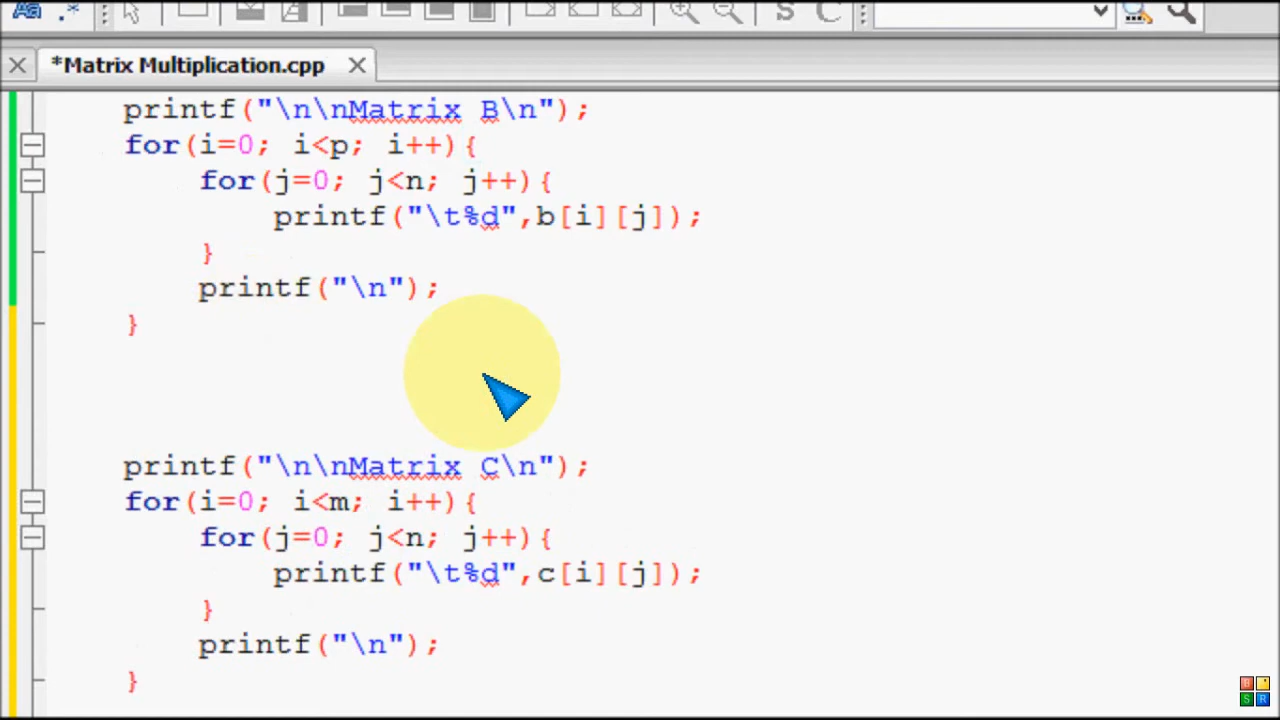 *Matrix Multiplication.cpp
printf("\n\nMatrix B\n");
for(i=0; i<p; i++){
for(j=0; j<n; j++){
printf("\t%d",b[i][j]);
}
printf("\n");
}
printf("\n\nMatrix C\n");
for(i=0; i<m; i++){
for(j=0; j<n; j++){
printf("\t%d",c[i][j]);
}
printf("\n");
}